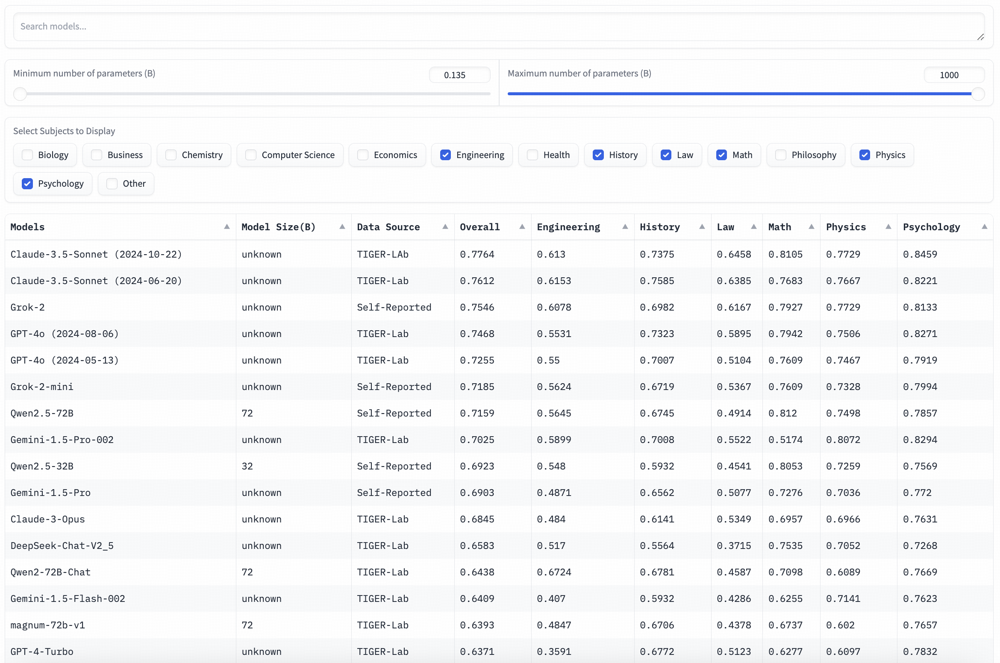 Search models...
Minimum number of parameters (B) 0.135 Maximum number of parameters (B) 1000
Select Subjects to Display
Biology Business Chemistry Computer Science Economics Engineering Health History Law Math Philosophy Physics
Psychology Other
Models Model Size(B) Data Source Overall Engineering History Law Math Physics Psychology
Claude-3.5-Sonnet (2024-10-22) unknown TIGER-LAb 0.7764 0.613 0.7375 0.6458 0.8105 0.7729 0.8459
Claude-3.5-Sonnet (2024-06-20) unknown TIGER-Lab 0.7612 0.6153 0.7585 0.6385 0.7683 0.7667 0.8221
Grok-2 unknown Self-Reported 0.7546 0.6078 0.6982 0.6167 0.7927 0.7729 0.8133
GPT-4o (2024-08-06) unknown TIGER-Lab 0.7468 0.5531 0.7323 0.5895 0.7942 0.7506 0.8271
GPT-4o (2024-05-13) unknown TIGER-Lab 0.7255 0.55 0.7007 0.5104 0.7609 0.7467 0.7919
Grok-2-mini unknown Self-Reported 0.7185 0.5624 0.6719 0.5367 0.7609 0.7328 0.7994
Qwen2.5-72B 72 Self-Reported 0.7159 0.5645 0.6745 0.4914 0.812 0.7498 0.7857
Gemini-1.5-Pro-002 unknown TIGER-Lab 0.7025 0.5899 0.7008 0.5522 0.5174 0.8072 0.8294
Qwen2.5-32B 32 Self-Reported 0.6923 0.548 0.5932 0.4541 0.8053 0.7259 0.7569
Gemini-1.5-Pro unknown Self-Reported 0.6903 0.4871 0.6562 0.5077 0.7276 0.7036 0.772
Claude-3-Opus unknown TIGER-Lab 0.6845 0.484 0.6141 0.5349 0.6957 0.6966 0.7631
DeepSeek-Chat-V2_5 unknown TIGER-Lab 0.6583 0.517 0.5564 0.3715 0.7535 0.7052 0.7268
Qwen2-72B-Chat 72 TIGER-Lab 0.6438 0.6724 0.6781 0.4587 0.7098 0.6089 0.7669
Gemini-1.5-Flash-002 unknown TIGER-Lab 0.6409 0.407 0.5932 0.4286 0.6255 0.7141 0.7623
magnum-72b-v1 72 TIGER-Lab 0.6393 0.4847 0.6706 0.4378 0.6737 0.602 0.7657
GPT-4-Turbo unknown TIGER-Lab 0.6371 0.3591 0.6772 0.5123 0.6277 0.6097 0.7832